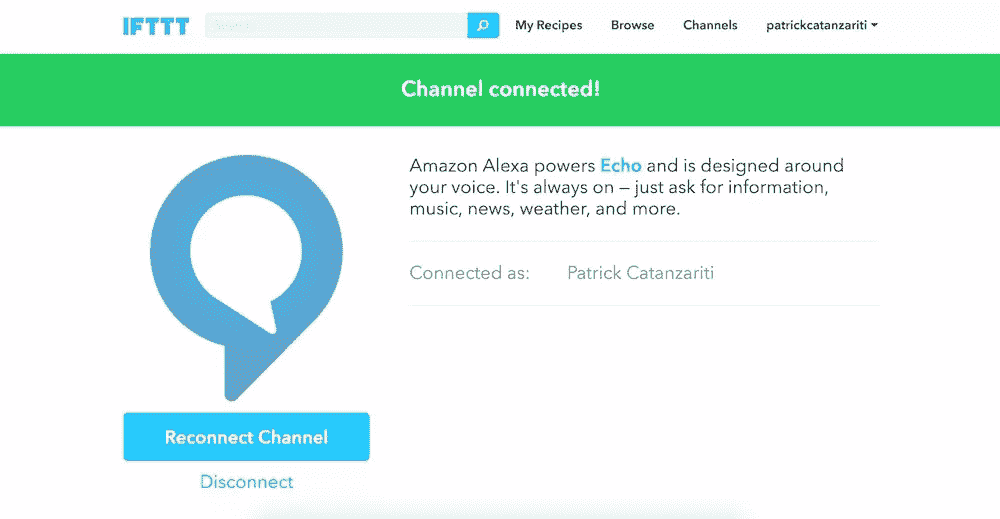 IFTTT My Recipes Browse Channels patrickcatanzariti
Channel connected!
Amazon Alexa powers Echo and is designed around
your voice. It's always on – just ask for information,
music, news, weather, and more.
Connected as: Patrick Catanzariti
Reconnect Channel
Disconnect